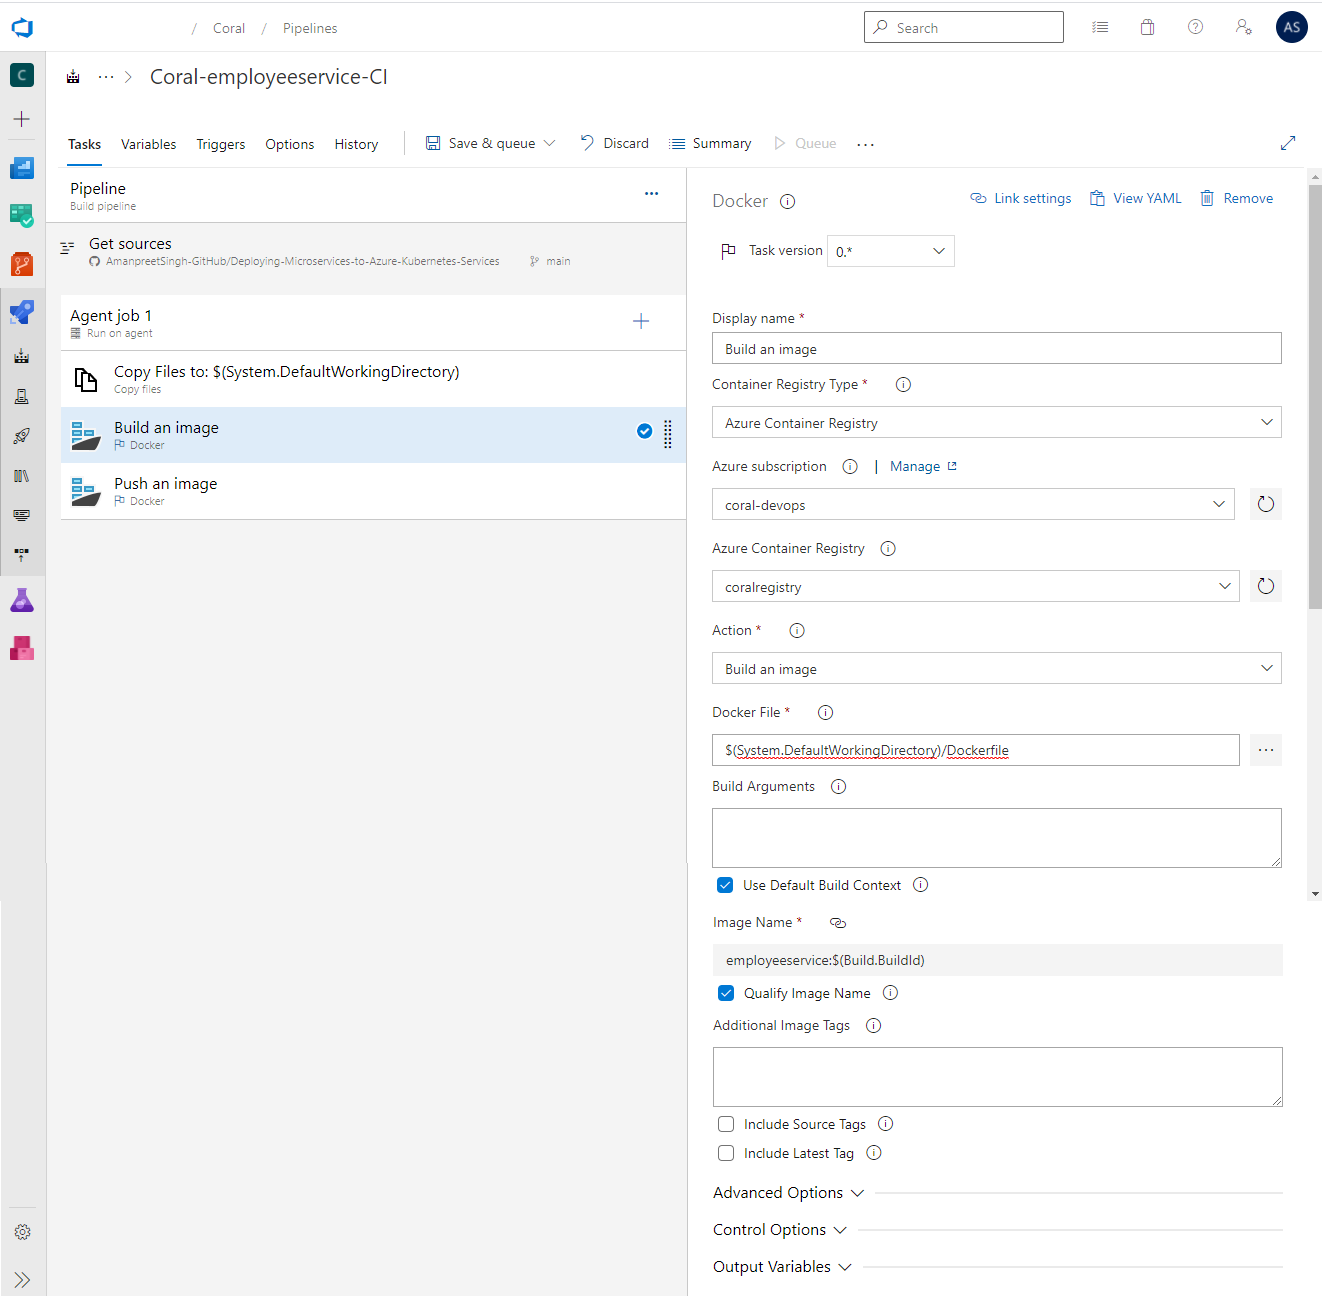 / Coral / Pipelines
Search
AS
C
··· > Coral-employeeservice-CI
Tasks Variables Triggers Options History Save & queue Discard Summary Queue ...
Pipeline
Build pipeline
Get sources
AmanpreetSingh-GitHub/Deploying-Microservices-to-Azure-Kubernetes-Services main
Agent job 1
Run on agent
Copy Files to: $(System.DefaultWorkingDirectory)
Copy files
Build an image
Docker
Push an image
Docker
Docker
Link settings View YAML Remove
Task version 0.*
Display name *
Build an image
Container Registry Type *
Azure Container Registry
Azure subscription | Manage
coral-devops
Azure Container Registry
coralregistry
Action *
Build an image
Docker File *
$(System.DefaultWorkingDirectory)/Dockerfile
Build Arguments
Use Default Build Context
Image Name *
employeeservice:$(Build.BuildId)
Qualify Image Name
Additional Image Tags
Include Source Tags
Include Latest Tag
Advanced Options
Control Options
Output Variables